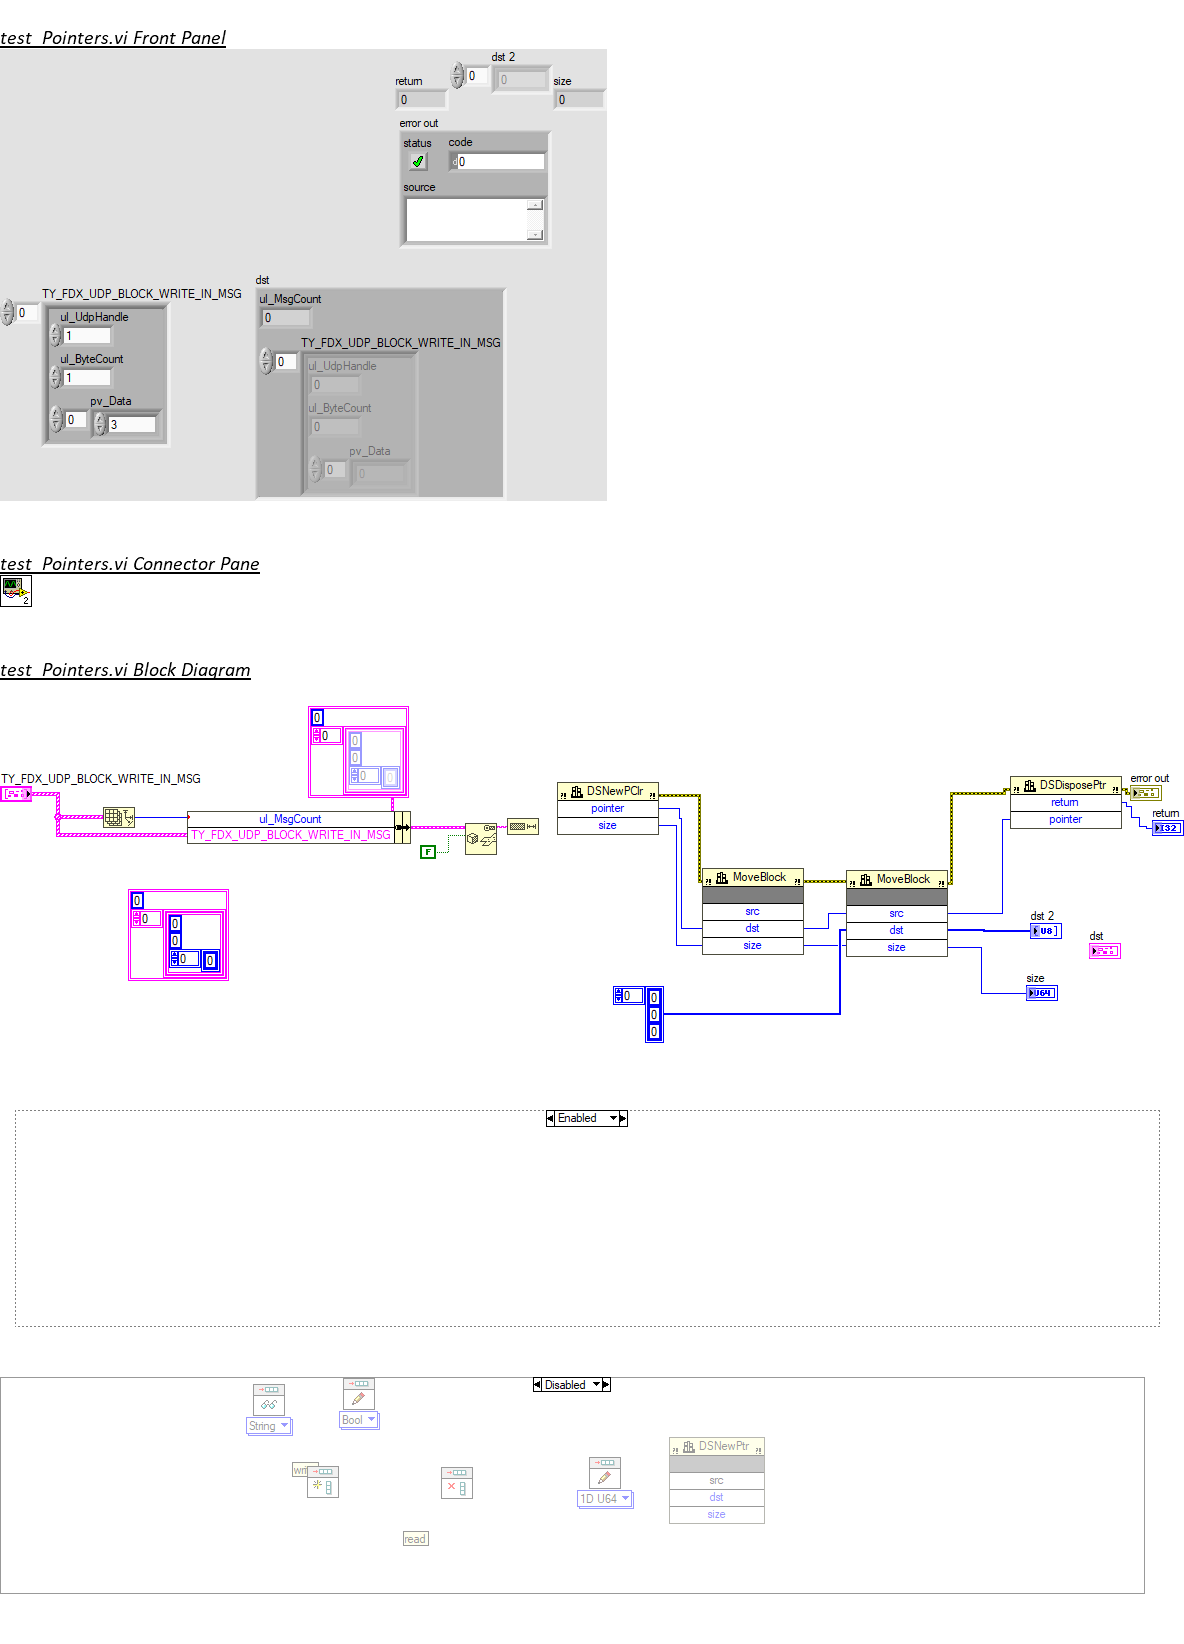 test_Pointers.vi Front Panel
dst 2
return
0
0
size
0
0
error out
status
code
d
0
source
dst
TY_FDX_UDP_BLOCK_WRITE_IN_MSG
ul_MsgCount
0
ul_UdpHandle
0
1
TY_FDX_UDP_BLOCK_WRITE_IN_MSG
ul_ByteCount
0
ul_UdpHandle
1
0
pv_Data
ul_ByteCount
0
3
0
pv_Data
0
0
test_Pointers.vi Connector Pane
2
test_Pointers.vi Block Diagram
0
0
0
0
0
0
TY_FDX_UDP_BLOCK_WRITE_IN_MSG
ul_MsgCount
TY_FDX_UDP_BLOCK_WRITE_IN_MSG
F
DSNewPClr
pointer
size
DSDisposePtr
return
pointer
error out
return
I32
MoveBlock
src
dst
size
MoveBlock
src
dst
size
0
0
0
0
0
0
dst 2
U8
dst
size
U64
0
0
0
0
Enabled
Disabled
String
Bool
DSNewPtr
src
dst
size
1D U64
read